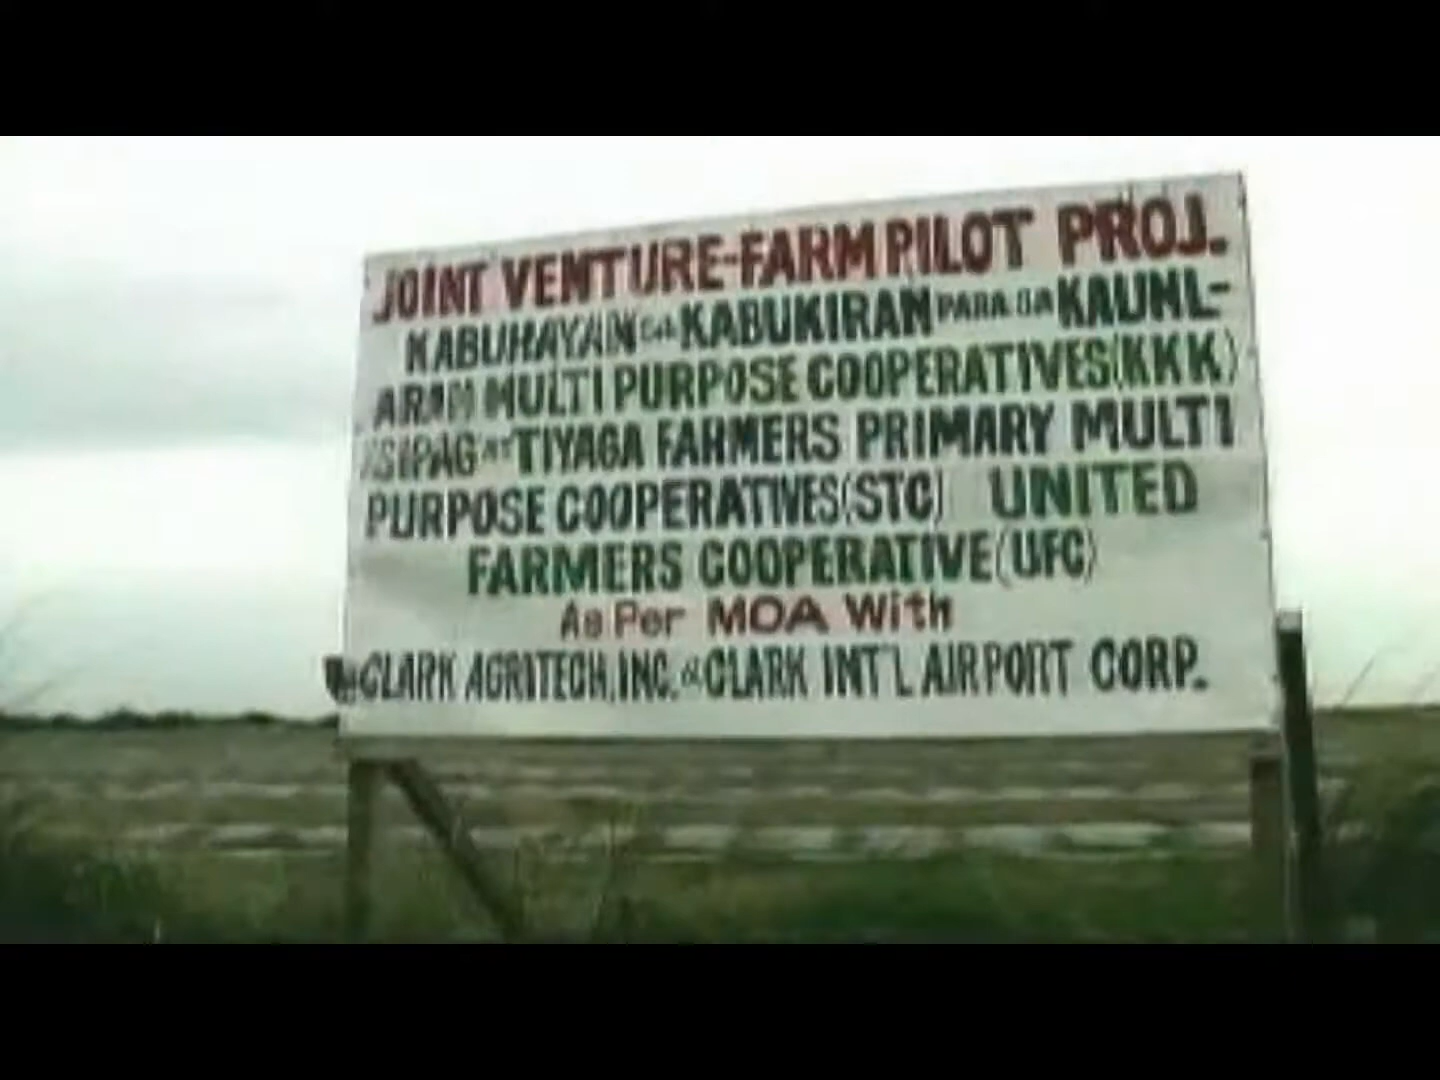 JOINT VENTURE-FARM PILOT PROJ.
KABUHAYAN SA KABUKIRAN PARA SA KAUNL-
ARAN MULTI PURPOSE COOPERATIVES(KKK)
SIPAG AT TIYAGA FARMERS PRIMARY MULTI
PURPOSE COOPERATIVES(STC) UNITED
FARMERS COOPERATIVE(UFC)
As Per MOA With
CLARK AGRITECH,INC. & CLARK INT'L AIRPORT CORP.